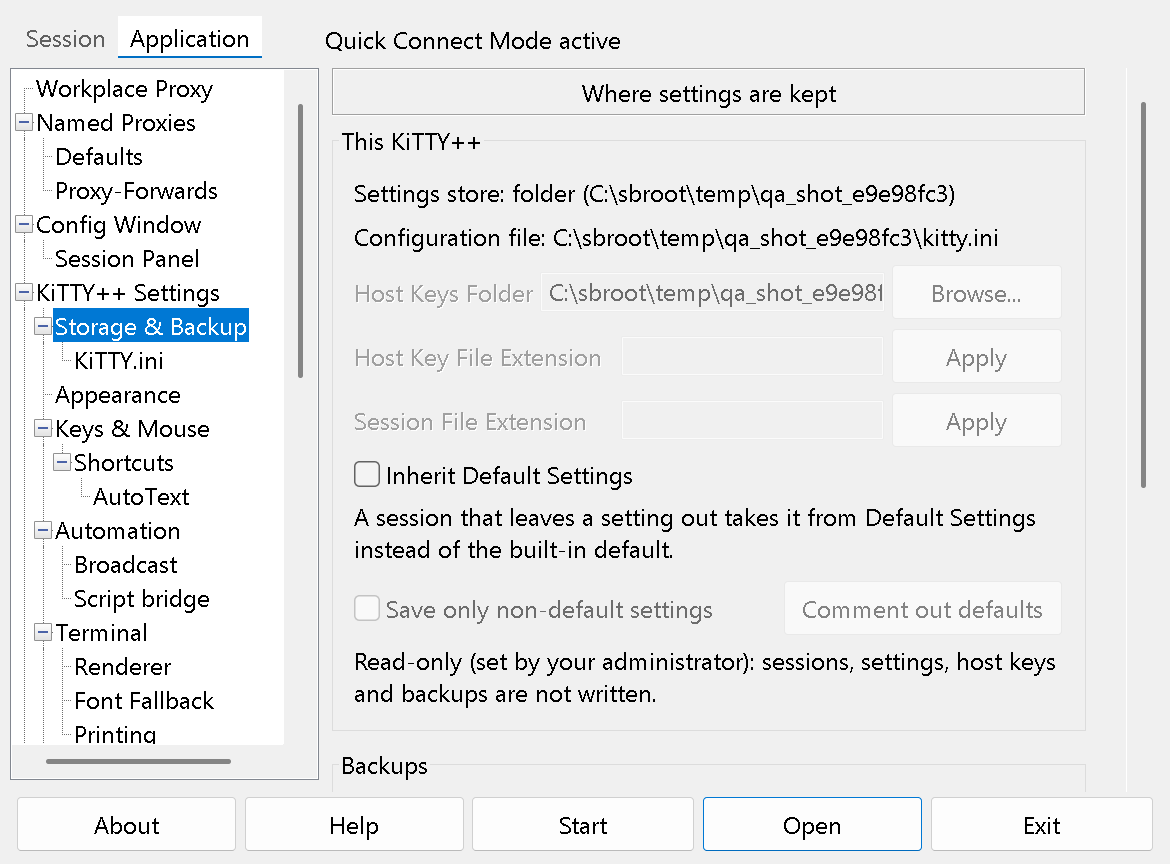 Session
Application
Quick Connect Mode active
Workplace Proxy
Named Proxies
Defaults
Proxy-Forwards
Config Window
Session Panel
KiTTY++ Settings
Storage & Backup
KiTTY.ini
Appearance
Keys & Mouse
Shortcuts
AutoText
Automation
Broadcast
Script bridge
Terminal
Renderer
Font Fallback
Printing
Where settings are kept
This KiTTY++
Settings store: folder (C:\sbroot\temp\qa_shot_e9e98fc3)
Configuration file: C:\sbroot\temp\qa_shot_e9e98fc3\kitty.ini
Host Keys Folder C:\sbroot\temp\qa_shot_e9e98f Browse...
Host Key File Extension Apply
Session File Extension Apply
Inherit Default Settings
A session that leaves a setting out takes it from Default Settings
instead of the built-in default.
Save only non-default settings Comment out defaults
Read-only (set by your administrator): sessions, settings, host keys
and backups are not written.
Backups
About Help Start Open Exit